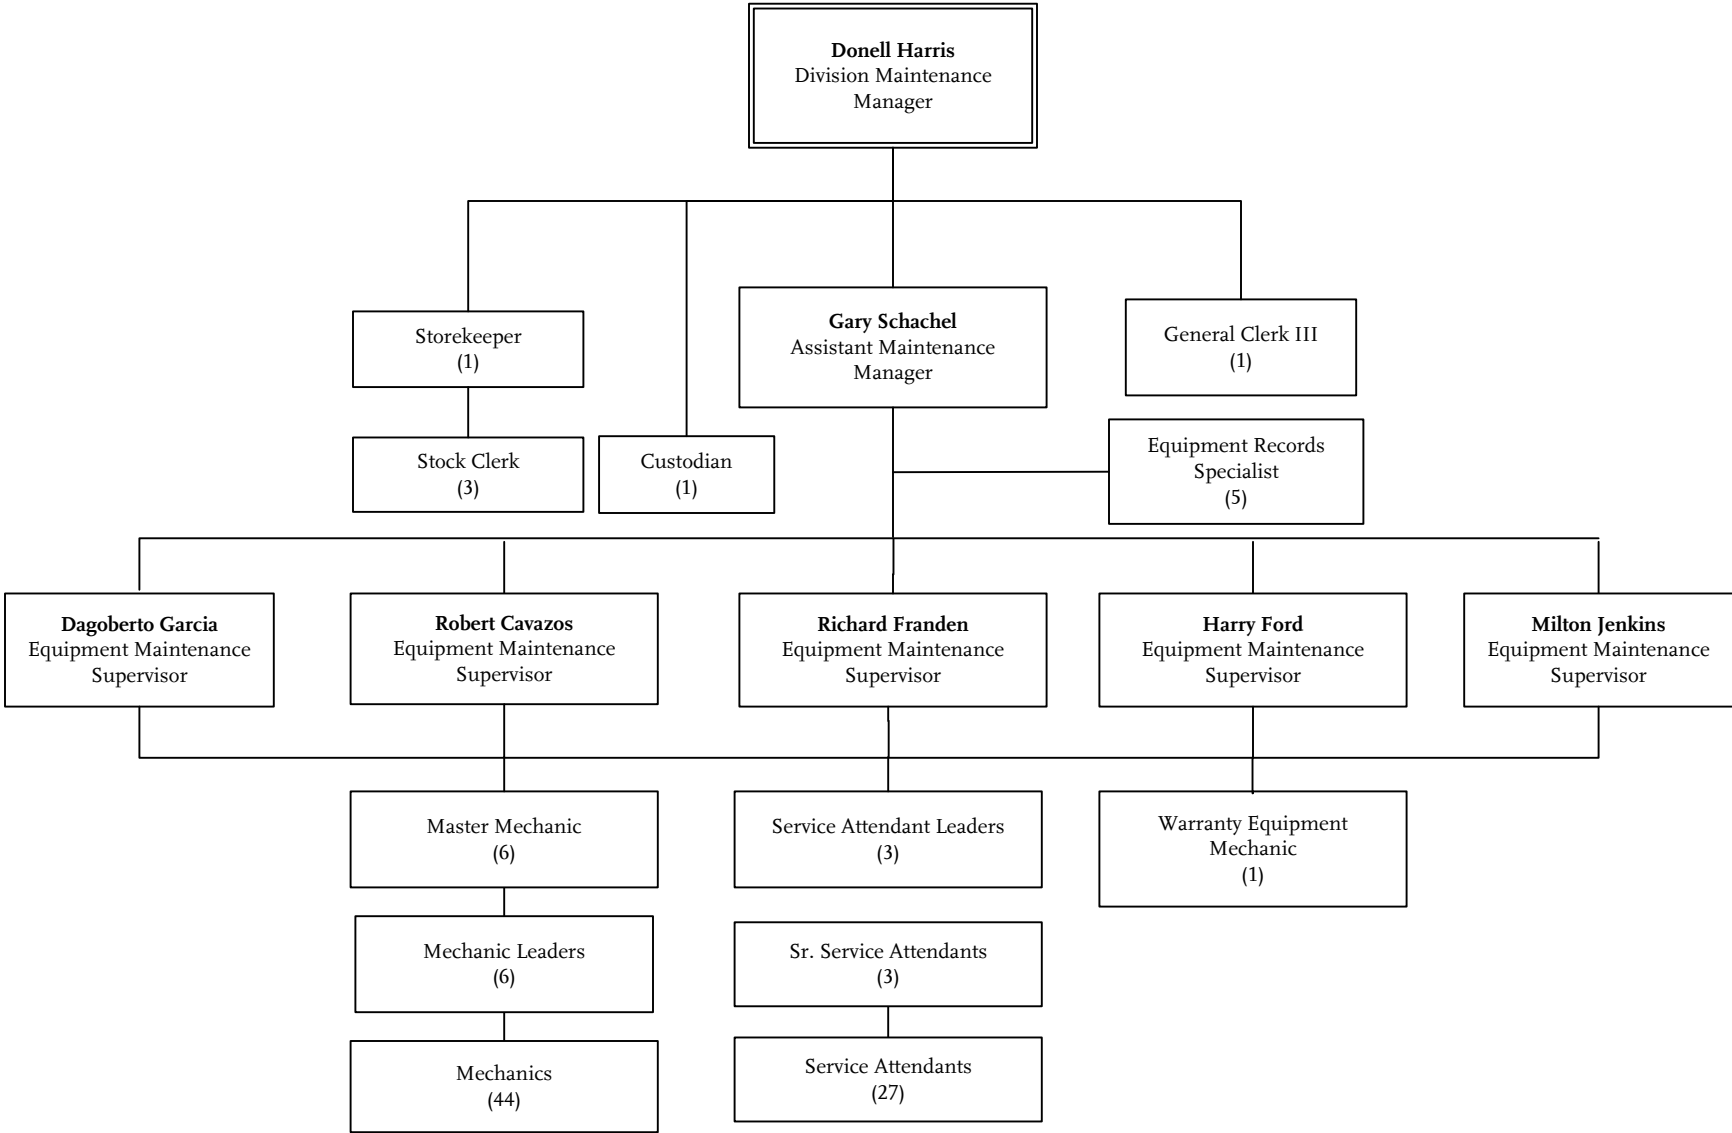 Donell Harris
Division Maintenance
Manager
Storekeeper
(1)
Gary Schachel
Assistant Maintenance
Manager
General Clerk III
(1)
Stock Clerk
(3)
Custodian
(1)
Equipment Records
Specialist
(5)
Dagoberto Garcia
Equipment Maintenance
Supervisor
Robert Cavazos
Equipment Maintenance
Supervisor
Richard Franden
Equipment Maintenance
Supervisor
Harry Ford
Equipment Maintenance
Supervisor
Milton Jenkins
Equipment Maintenance
Supervisor
Master Mechanic
(6)
Service Attendant Leaders
(3)
Warranty Equipment
Mechanic
(1)
Mechanic Leaders
(6)
Sr. Service Attendants
(3)
Mechanics
(44)
Service Attendants
(27)